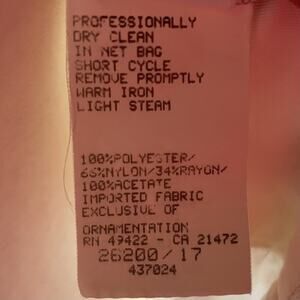 PROFESSIONALLY
DRY CLEAN
IN NET BAG
SHORT CYCLE
REMOVE PROMPTLY
WARM IRON
LIGHT STEAM
100%POLYESTER/
66%NYLON/34%RAYON/
100%ACETATE
IMPORTED FABRIC
EXCLUSIVE OF
ORNAMENTATION
RN 49422 - CA 21472
26200/17
437024